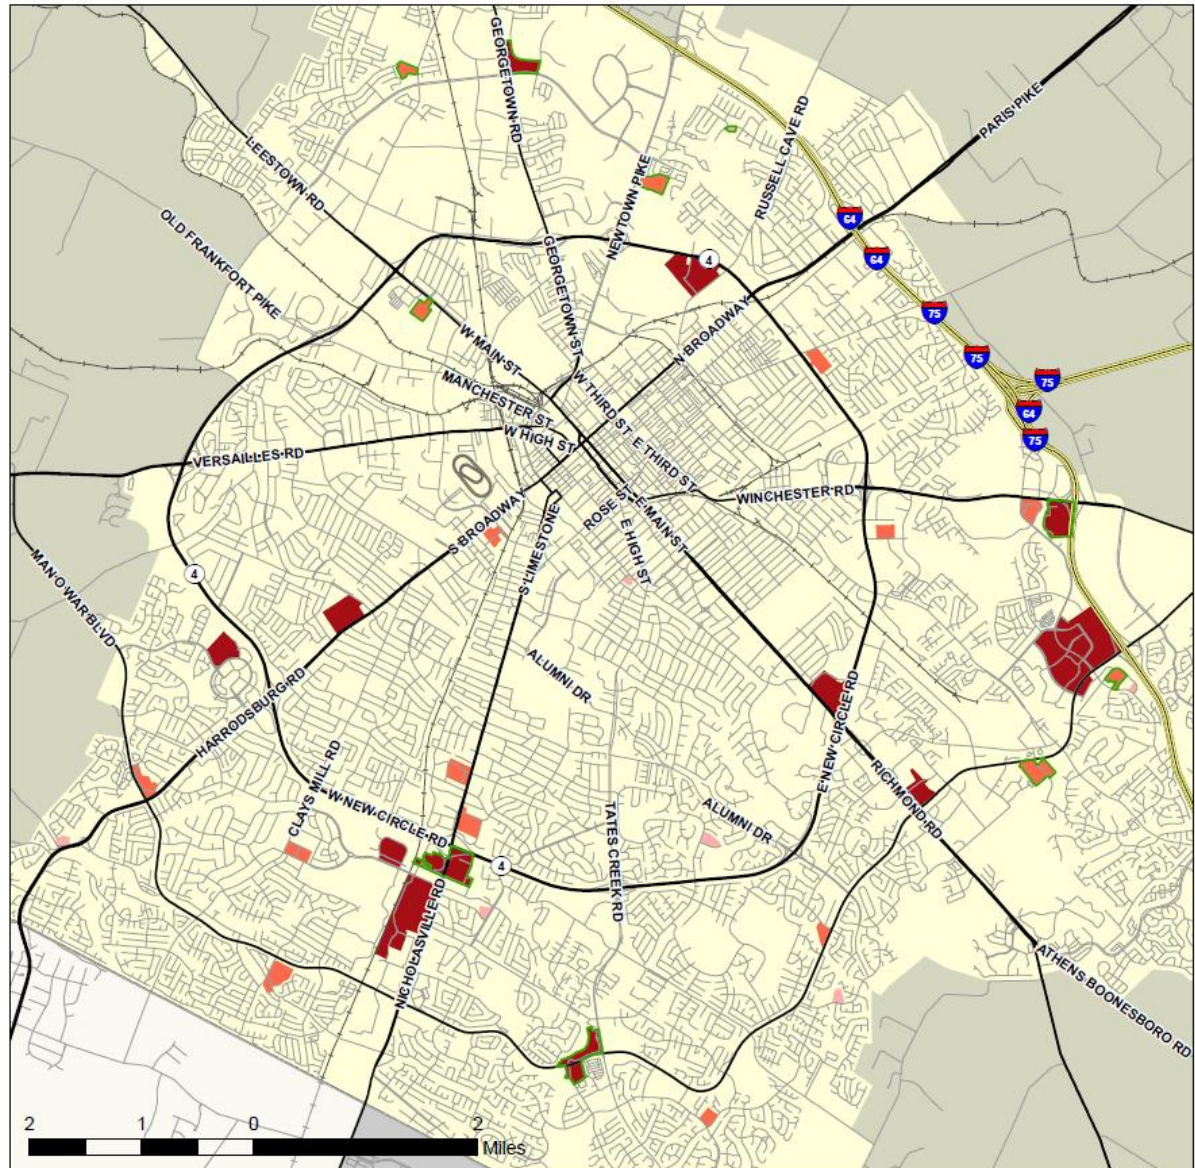 GEORGETOWN RD
PARIS PIKE
RUSSELL CAVE RD
LEESTOWN RD
NEWTOWN PIKE
OLD FRANKFORT PIKE
64
GEORGETOWN ST
4
64
75
N BROADWAY
W MAIN ST
75
75
MANCHESTER ST
W THIRD ST
64
W HIGH ST
E THIRD ST
75
VERSAILLES RD
WINCHESTER RD
ROSE ST
E MAIN ST
S BROADWAY
S LIMESTONE
E HIGH ST
4
MAN O WAR BLVD
ALUMNI DR
HARRODSBURG RD
E NEW CIRCLE RD
CLAYS MILL RD
W NEW CIRCLE RD
RICHMOND RD
TATES CREEK RD
ALUMNI DR
4
NICHOLASVILLE RD
ATHENS BOONESBORO RD
2 1 0 2
Miles